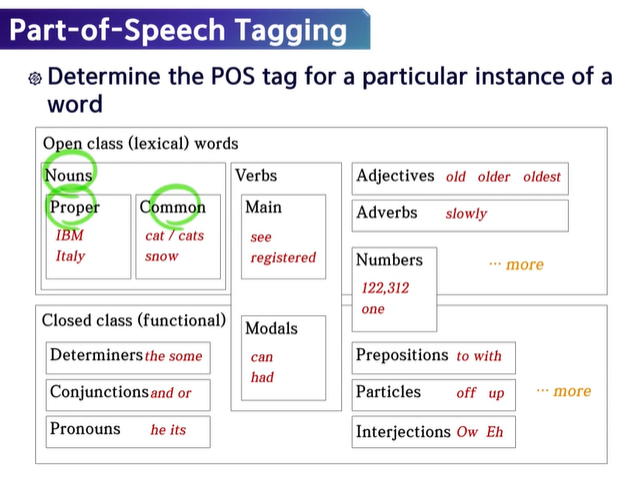 Part-of-Speech Tagging
Determine the POS tag for a particular instance of a
word
Open class (lexical) words
Nouns
Proper
IBM
Italy
Common
cat / cats
snow
Verbs
Main
see
registered
Adjectives old older oldest
Adverbs slowly
Numbers
122,312
one
··· more
Closed class (functional)
Modals
can
had
Determiners the some
Conjunctions and or
Pronouns he its
Prepositions to with
Particles off up
Interjections Ow Eh
··· more